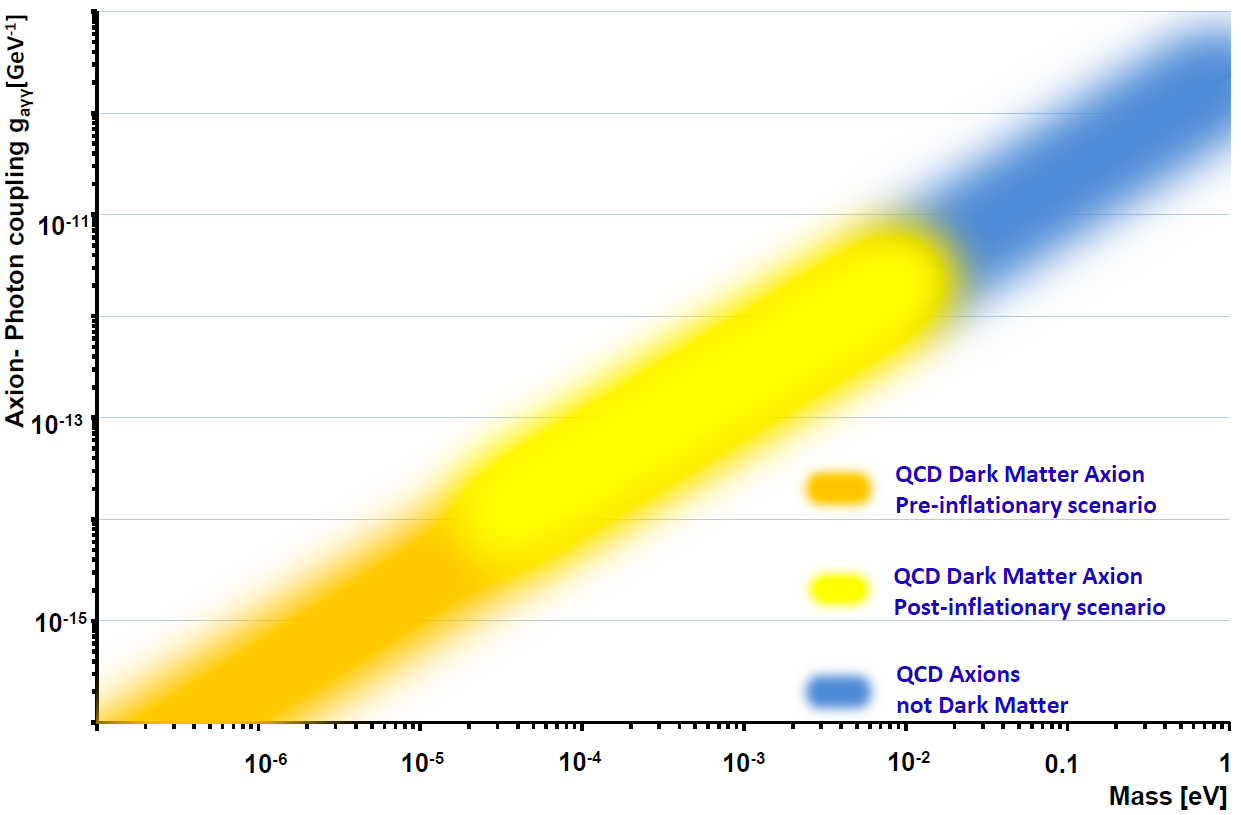 Axion- Photon coupling gaγγ[GeV-1]
10-11
10-13
10-15
QCD Dark Matter Axion
Pre-inflationary scenario
QCD Dark Matter Axion
Post-inflationary scenario
QCD Axions
not Dark Matter
10-6 10-5 10-4 10-3 10-2 0.1 1
Mass [eV]